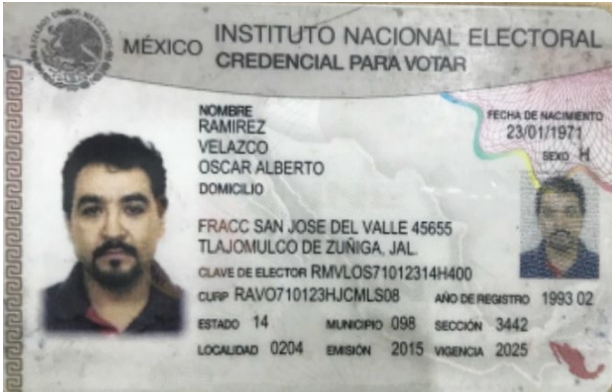 MÉXICO INSTITUTO NACIONAL ELECTORAL
CREDENCIAL PARA VOTAR
NOMBRE
RAMIREZ
VELAZCO
OSCAR ALBERTO
DOMICILIO
FRACC SAN JOSE DEL VALLE 45655
TLAJOMULCO DE ZUÑIGA, JAL.
FECHA DE NACIMIENTO
23/01/1971
SEXO H
CLAVE DE ELECTOR RMVLOS71012314H400
CURP RAVO710123HJCMLS08 AÑO DE REGISTRO 1993 02
ESTADO 14 MUNICIPIO 098 SECCIÓN 3442
LOCALIDAD 0204 EMISIÓN 2015 VIGENCIA 2025